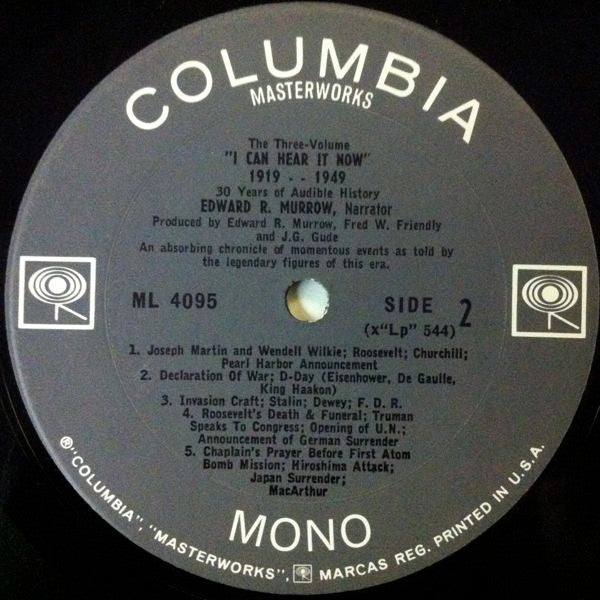 COLUMBIA
MASTERWORKS
The Three-Volume
"I CAN HEAR IT NOW"
1919 - - 1949
30 Years of Audible History
EDWARD R. MURROW, Narrator
Produced by Edward R. Murrow, Fred W. Friendly
and J.G. Gude
An absorbing chronicle of momentous events as told by
the legendary figures of this era.
ML 4095
SIDE 2
(x"Lp" 544)
1. Joseph Martin and Wendell Wilkie; Roosevelt; Churchill;
Pearl Harbor Announcement
2. Declaration Of War; D-Day (Eisenhower, De Gaulle,
King Haakon)
3. Invasion Craft; Stalin; Dewey; F. D. R.
4. Roosevelt's Death & Funeral; Truman
Speaks To Congress; Opening of U.N.;
Announcement of German Surrender
5. Chaplain's Prayer Before First Atom
Bomb Mission; Hiroshima Attack;
Japan Surrender;
MacArthur
MONO
® "COLUMBIA", "MASTERWORKS", MARCAS REG. PRINTED IN U.S.A.